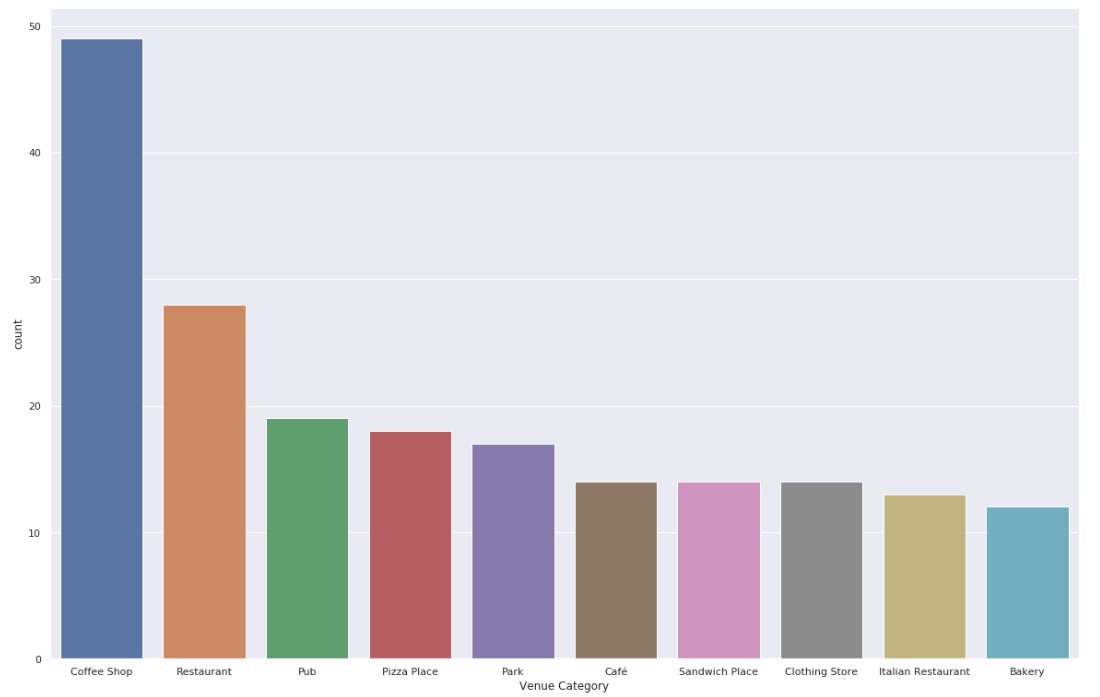 50
40
30
20
10
0
count
Coffee Shop Restaurant Pub Pizza Place Park Café Sandwich Place Clothing Store Italian Restaurant Bakery
Venue Category